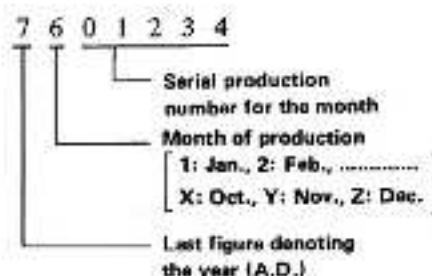 7 6 0 1 2 3 4
Serial production
number for the month
Month of production
1: Jan., 2: Feb., ..............
X: Oct., Y: Nov., Z: Dec.
Last figure denoting
the year (A.D.)